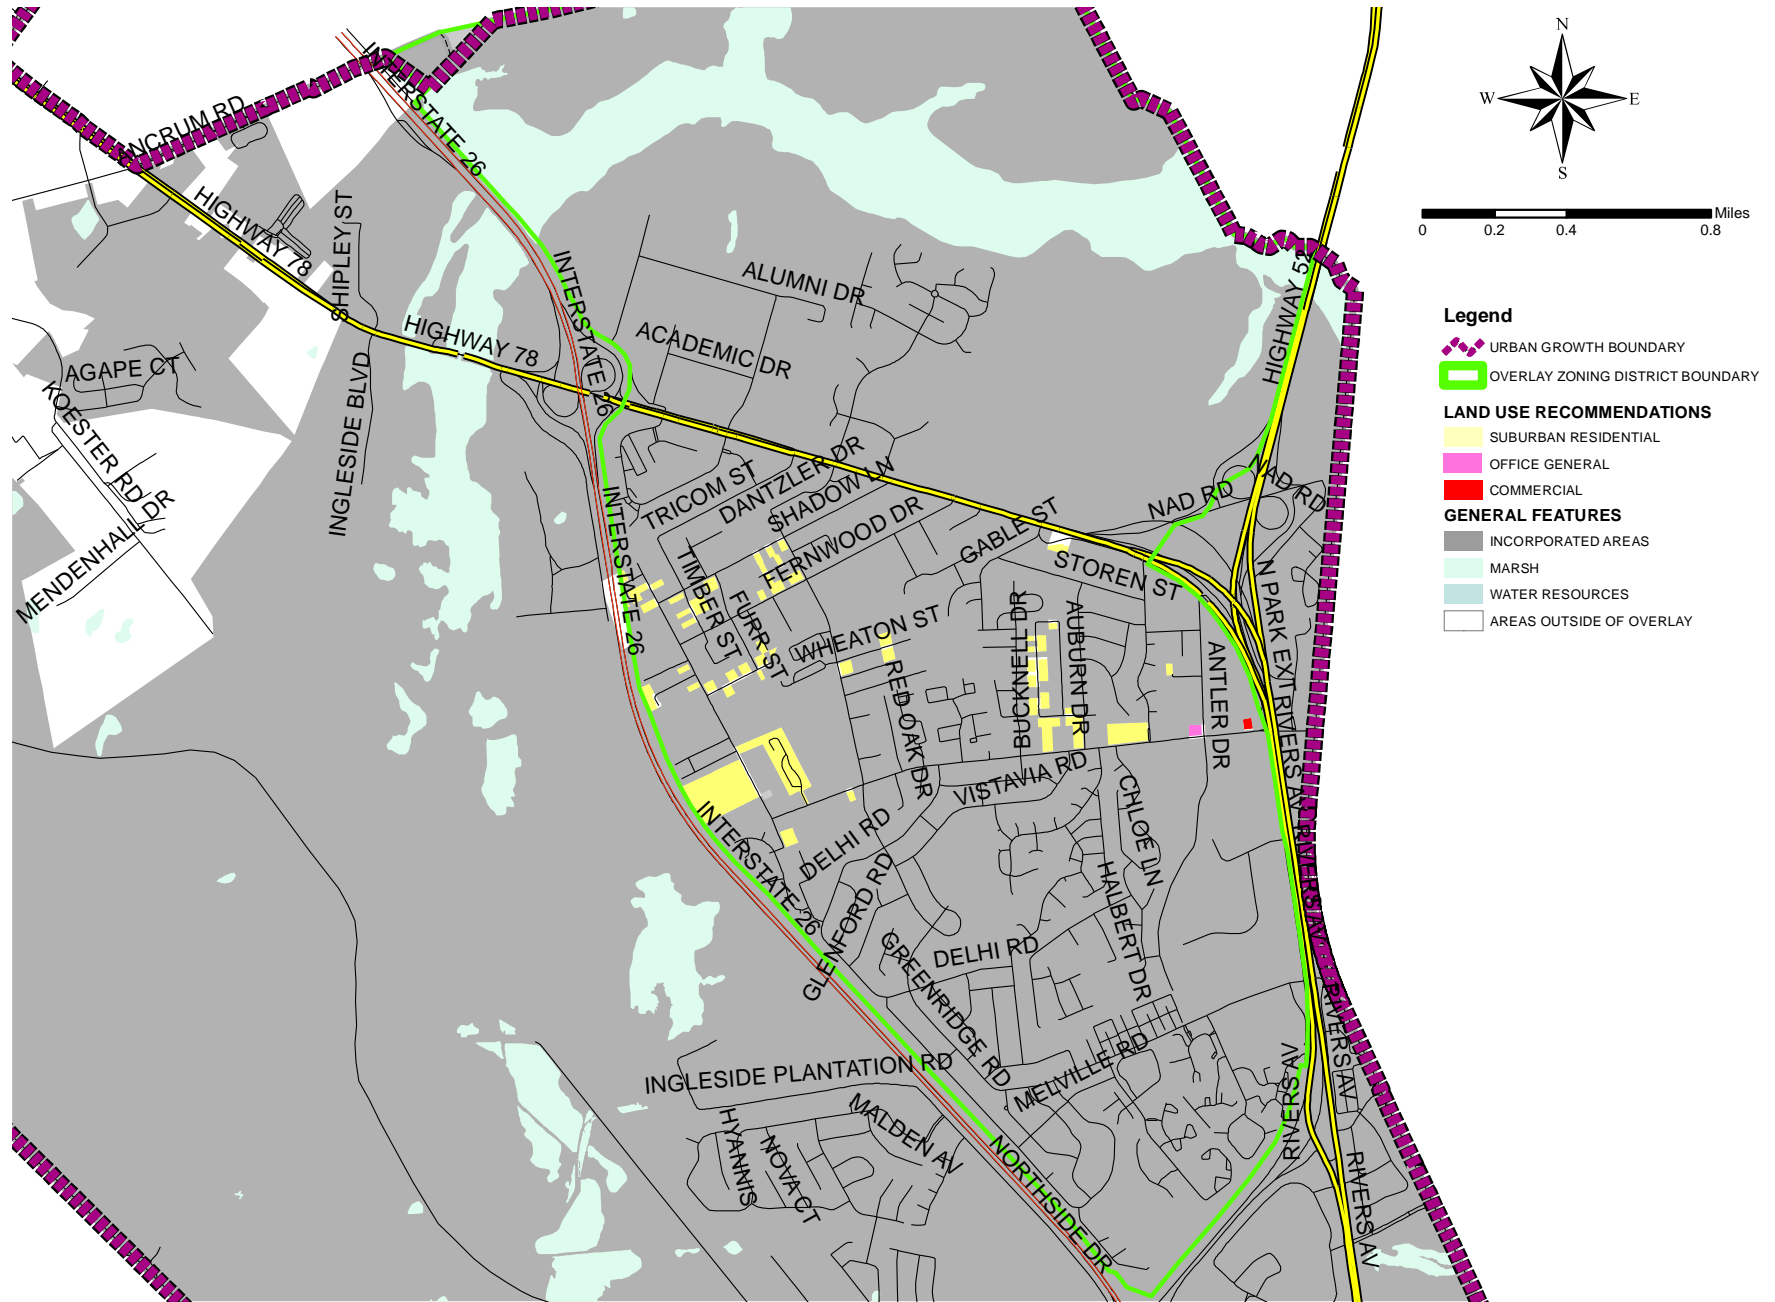 N
W
E
S
Miles
0 0.2 0.4 0.8
Legend
URBAN GROWTH BOUNDARY
OVERLAY ZONING DISTRICT BOUNDARY
LAND USE RECOMMENDATIONS
SUBURBAN RESIDENTIAL
OFFICE GENERAL
COMMERCIAL
GENERAL FEATURES
INCORPORATED AREAS
MARSH
WATER RESOURCES
AREAS OUTSIDE OF OVERLAY
INTERSTATE 26
HIGHWAY 78
SHIPLEY ST
INTERSTATE 26
ALUMNI DR
HIGHWAY 52
HIGHWAY 78
ACADEMIC DR
AGAPE CT
KOESTER RD
INGLESIDE BLVD
MENDENHALL DR
TRICOM ST
DANTZLER DR
SHADOW LN
FERNWOOD DR
GABLE ST
NAD RD
NAD RD
INTERSTATE 26
TIMBER ST
FURR ST
WHEATON ST
STOREN ST
N PARK EXT
BUCKNELL DR
AUBURN DR
ANTLER DR
RED OAK DR
VISTAVIA RD
CHLOE LN
RIVERS AV
RIVERS AV
INTERSTATE 26
DELHI RD
GLENFORD RD
HALBERT DR
DELHI RD
GREENRIDGE RD
MELVILLE RD
RIVERS AV
RIVERS AV
INGLESIDE PLANTATION RD
MALDEN AV
HYANNIS
NOVA CT
NORTHSIDE DR
RIVERS AV